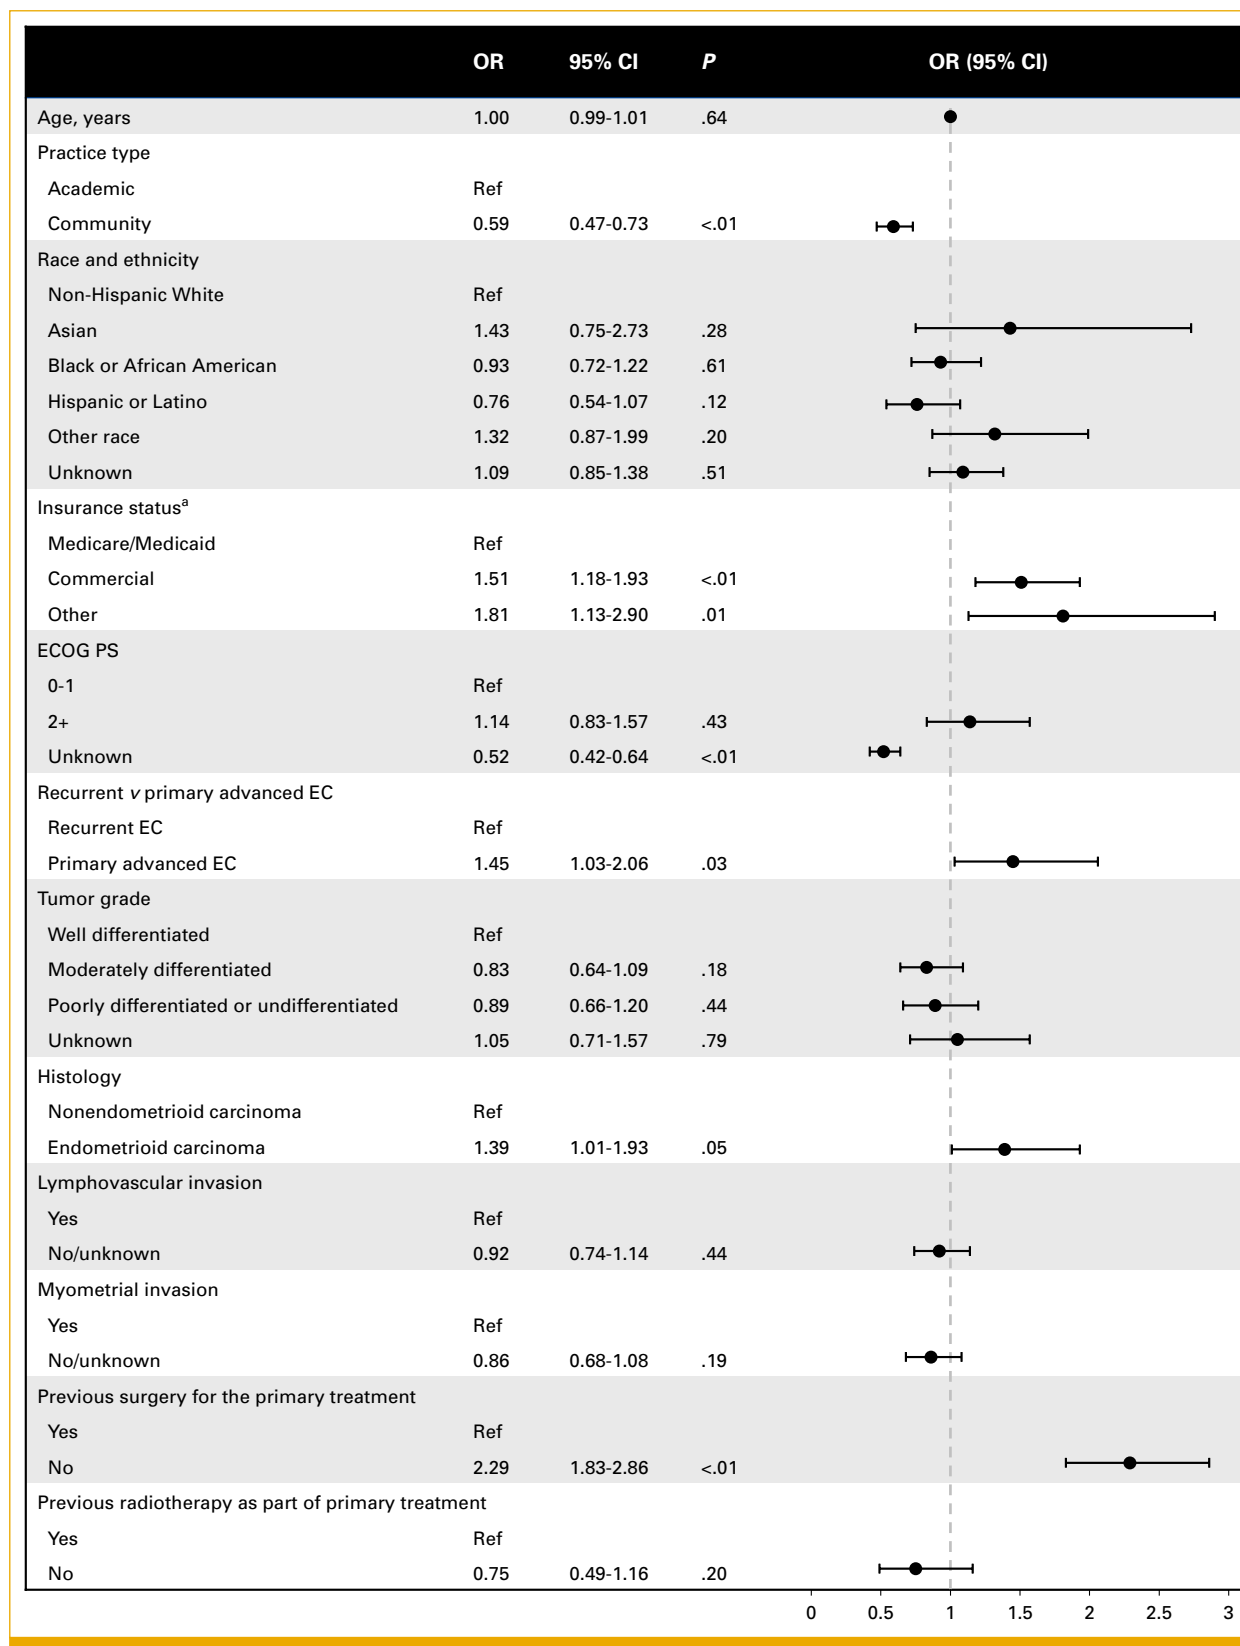 OR 95% CI P OR (95% CI)
Age, years 1.00 0.99-1.01 .64
Practice type
Academic Ref
Community 0.59 0.47-0.73 <.01
Race and ethnicity
Non-Hispanic White Ref
Asian 1.43 0.75-2.73 .28
Black or African American 0.93 0.72-1.22 .61
Hispanic or Latino 0.76 0.54-1.07 .12
Other race 1.32 0.87-1.99 .20
Unknown 1.09 0.85-1.38 .51
Insurance statusa
Medicare/Medicaid Ref
Commercial 1.51 1.18-1.93 <.01
Other 1.81 1.13-2.90 .01
ECOG PS
0-1 Ref
2+ 1.14 0.83-1.57 .43
Unknown 0.52 0.42-0.64 <.01
Recurrent v primary advanced EC
Recurrent EC Ref
Primary advanced EC 1.45 1.03-2.06 .03
Tumor grade
Well differentiated Ref
Moderately differentiated 0.83 0.64-1.09 .18
Poorly differentiated or undifferentiated 0.89 0.66-1.20 .44
Unknown 1.05 0.71-1.57 .79
Histology
Nonendometrioid carcinoma Ref
Endometrioid carcinoma 1.39 1.01-1.93 .05
Lymphovascular invasion
Yes Ref
No/unknown 0.92 0.74-1.14 .44
Myometrial invasion
Yes Ref
No/unknown 0.86 0.68-1.08 .19
Previous surgery for the primary treatment
Yes Ref
No 2.29 1.83-2.86 <.01
Previous radiotherapy as part of primary treatment
Yes Ref
No 0.75 0.49-1.16 .20
0 0.5 1 1.5 2 2.5 3